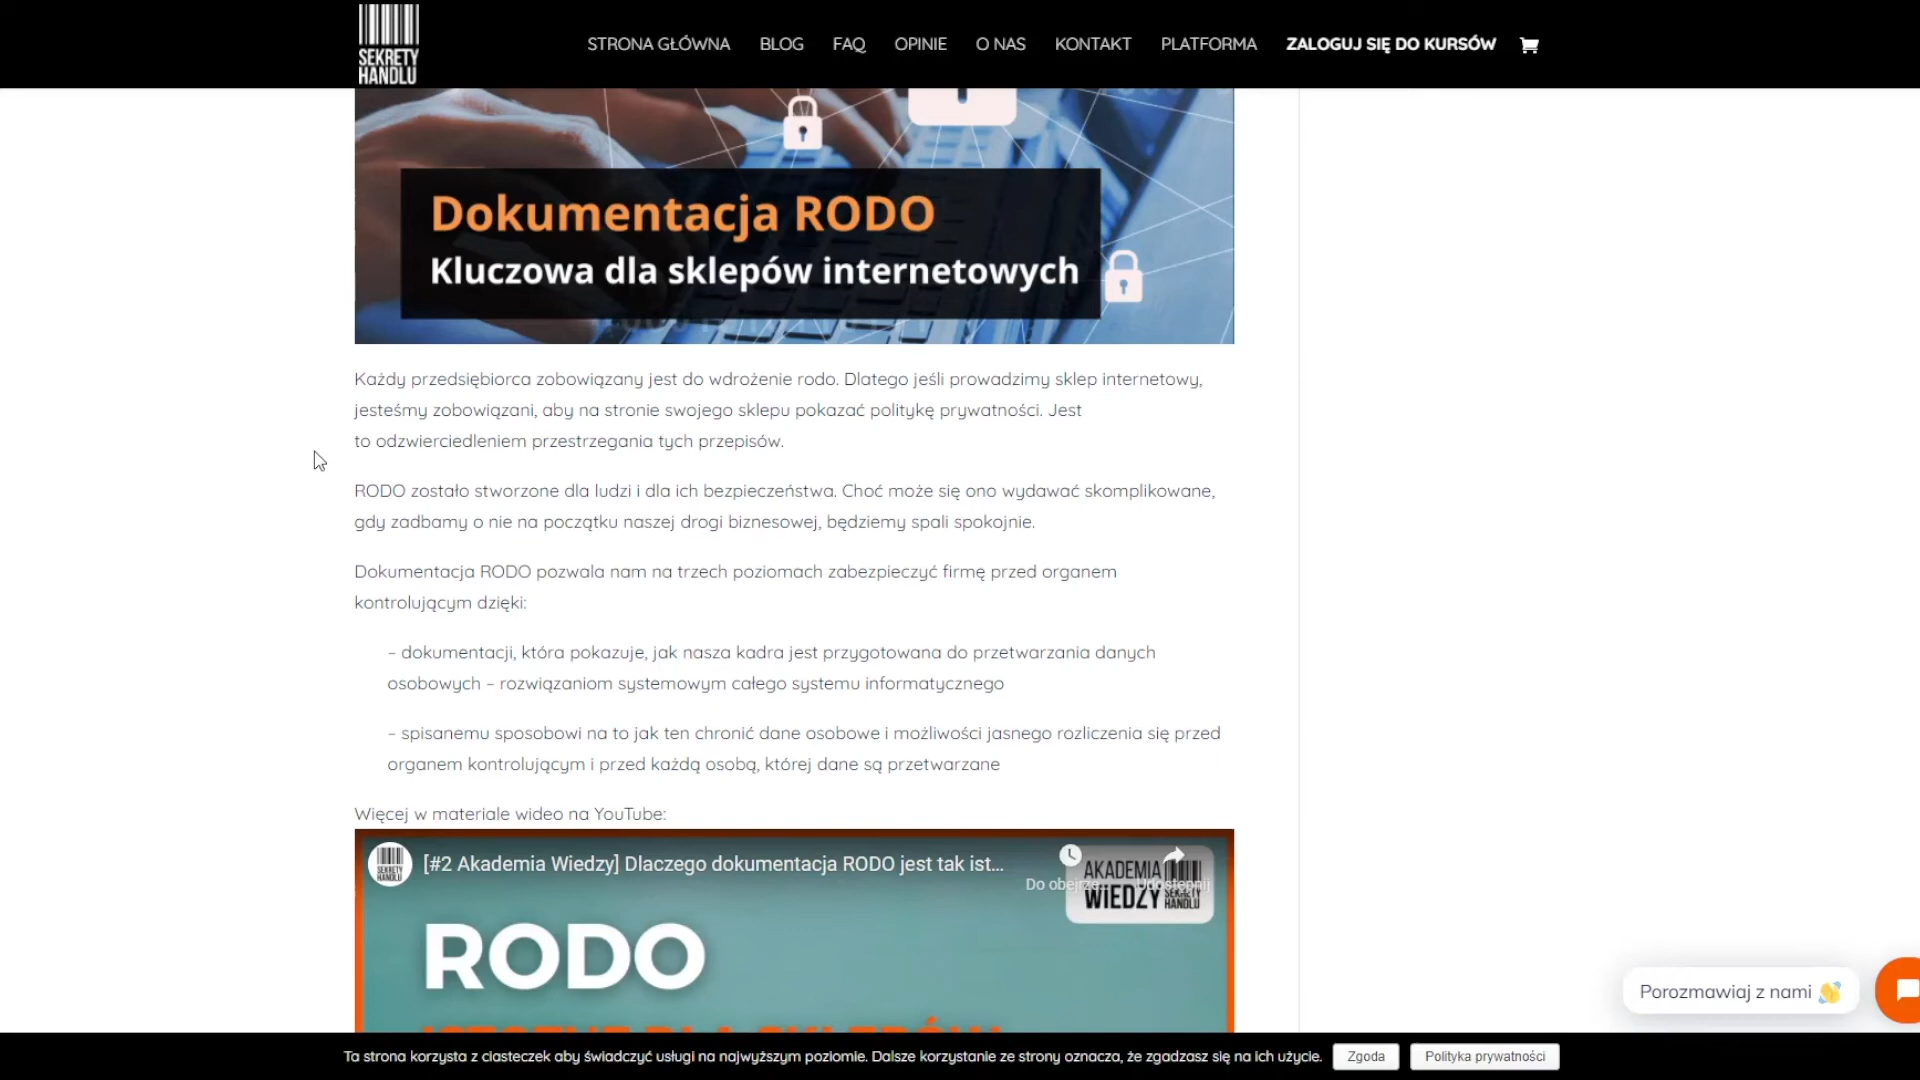 SEKRETY
HANDLU
STRONA GŁÓWNA BLOG FAQ OPINIE O NAS KONTAKT PLATFORMA ZALOGUJ SIĘ DO KURSÓW
Dokumentacja RODO
Kluczowa dla sklepów internetowych
Każdy przedsiębiorca zobowiązany jest do wdrożenie rodo. Dlatego jeśli prowadzimy sklep internetowy,
jesteśmy zobowiązani, aby na stronie swojego sklepu pokazać politykę prywatności. Jest
to odzwierciedleniem przestrzegania tych przepisów.
RODO zostało stworzone dla ludzi i dla ich bezpieczeństwa. Choć może się ono wydawać skomplikowane,
gdy zadbamy o nie na początku naszej drogi biznesowej, będziemy spali spokojnie.
Dokumentacja RODO pozwala nam na trzech poziomach zabezpieczyć firmę przed organem
kontrolującym dzięki:
– dokumentacji, która pokazuje, jak nasza kadra jest przygotowana do przetwarzania danych
osobowych – rozwiązaniom systemowym całego systemu informatycznego
– spisanemu sposobowi na to jak ten chronić dane osobowe i możliwości jasnego rozliczenia się przed
organem kontrolującym i przed każdą osobą, której dane są przetwarzane
Więcej w materiale wideo na YouTube:
SEKRETY
HANDLU
[#2 Akademia Wiedzy] Dlaczego dokumentacja RODO jest tak ist...
Do obejrze... Udostępnij
AKADEMIA
WIEDZY SEKRETY
HANDLU
RODO
Porozmawiaj z nami 👋
Ta strona korzysta z ciasteczek aby świadczyć usługi na najwyższym poziomie. Dalsze korzystanie ze strony oznacza, że zgadzasz się na ich użycie. Zgoda Polityka prywatności